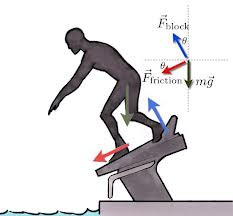 F⃗block
θ
θ
F⃗friction
mg⃗